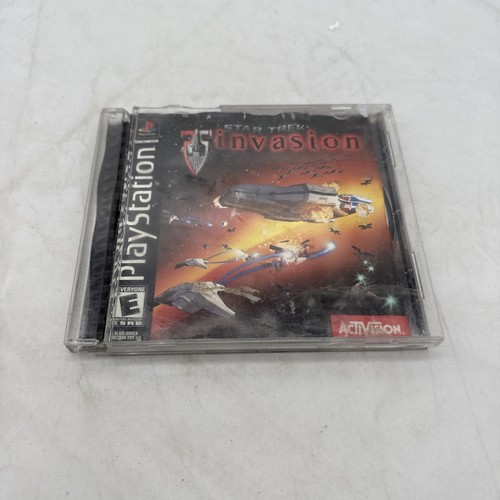 STAR TREK:
invasion
PlayStation
EVERYONE
E
ESRB
ACTIVISION.